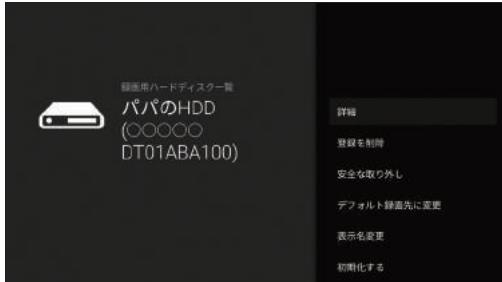 録画用ハードディスク一覧
パパのHDD
(○○○○○
DT01ABA100)
詳細
登録を削除
安全な取り外し
デフォルト録画先に変更
表示名変更
初期化する